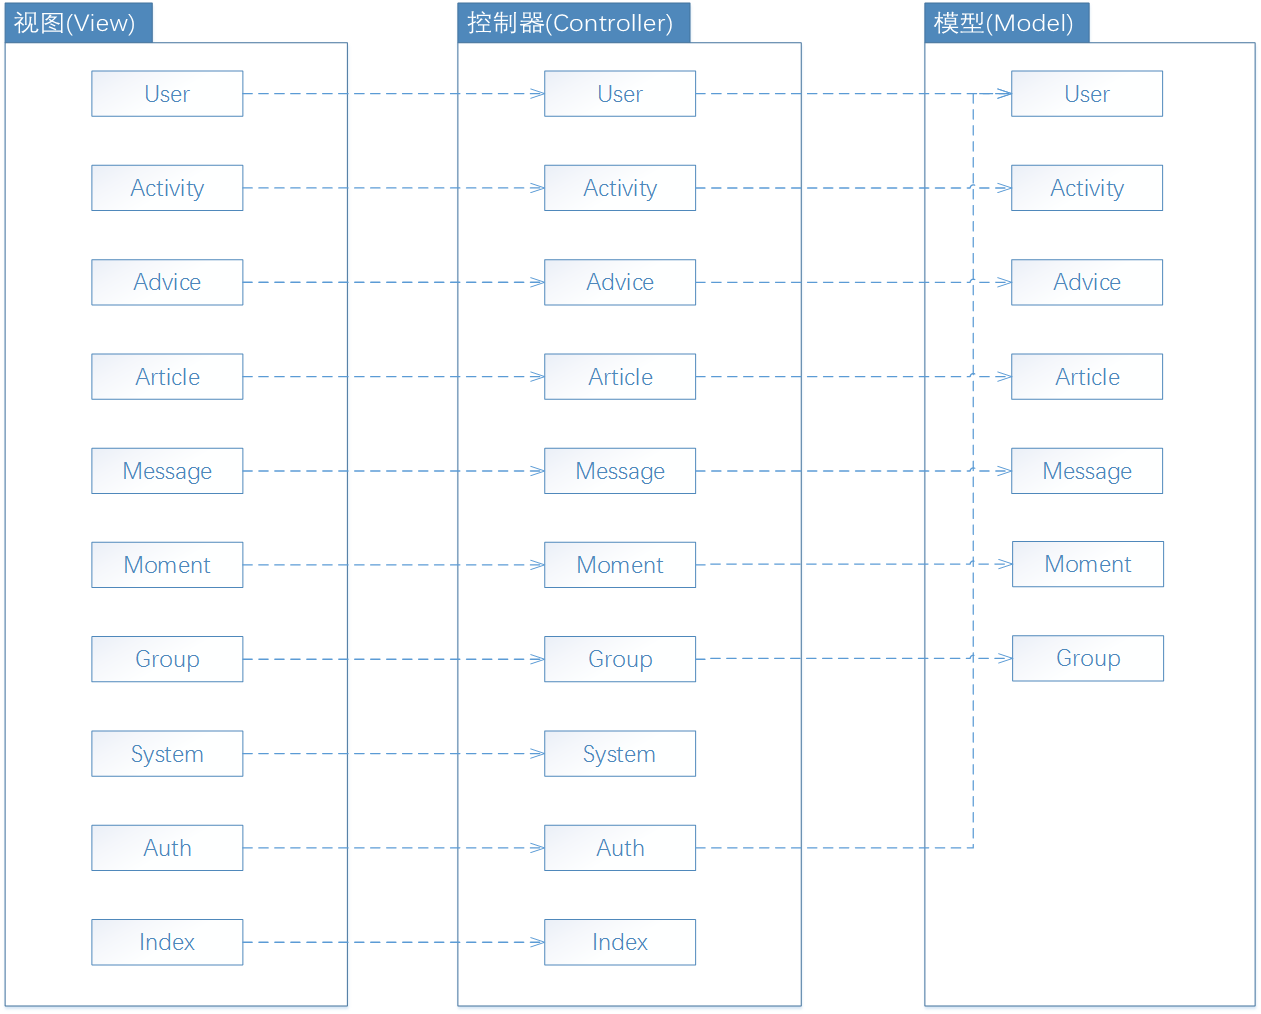 视图(View)
控制器(Controller)
模型(Model)
User
User
User
Activity
Activity
Activity
Advice
Advice
Advice
Article
Article
Article
Message
Message
Message
Moment
Moment
Moment
Group
Group
Group
System
System
Auth
Auth
Index
Index